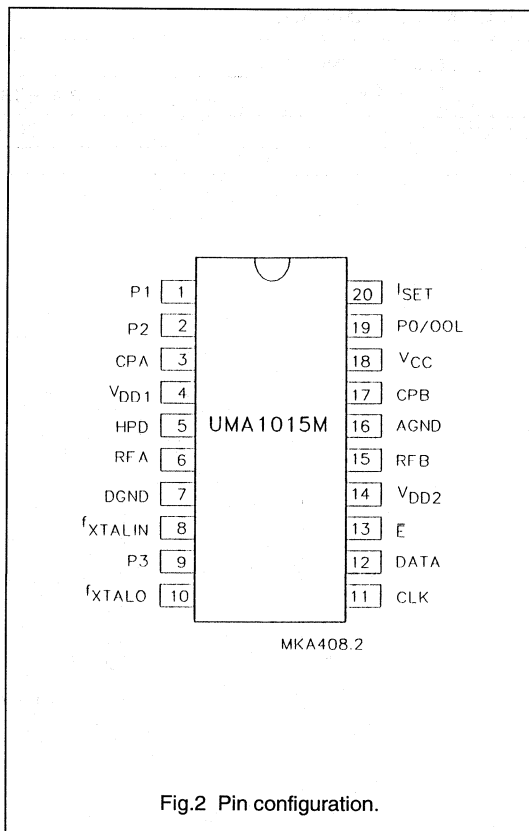 P1 1 20 ISET
P2 2 19 P0/OOL
CPA 3 18 VCC
VDD1 4 17 CPB
HPD 5 UMA1015M 16 AGND
RFA 6 15 RFB
DGND 7 14 VDD2
fXTALIN 8 13 E̅
P3 9 12 DATA
fXTALO 10 11 CLK
MKA408.2
Fig.2 Pin configuration.